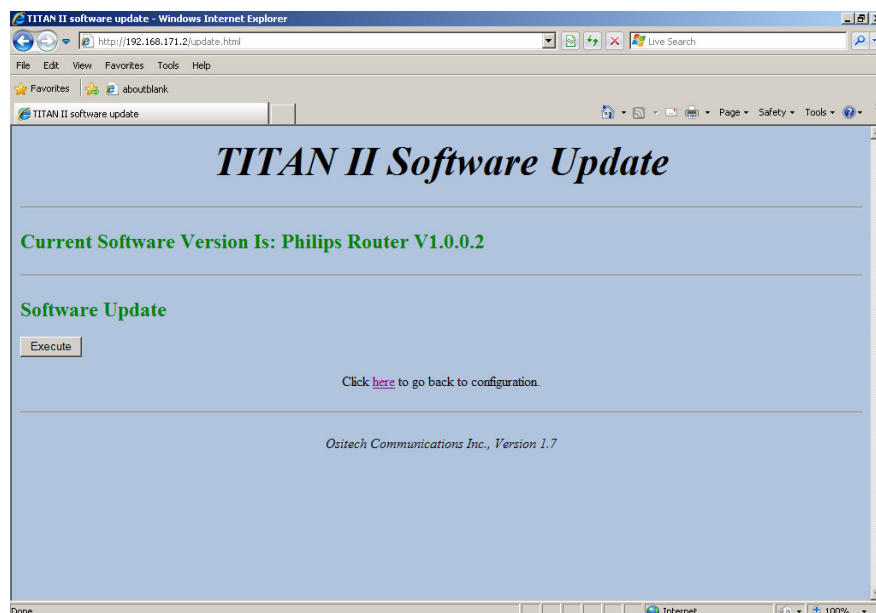 TITAN II software update - Windows Internet Explorer
http://192.168.171.2/update.html
Live Search
File Edit View Favorites Tools Help
Favorites aboutblank
TITAN II software update
Page Safety Tools
TITAN II Software Update
Current Software Version Is: Philips Router V1.0.0.2
Software Update
Execute
Click here to go back to configuration.
Ositech Communications Inc., Version 1.7
Done Internet 100%